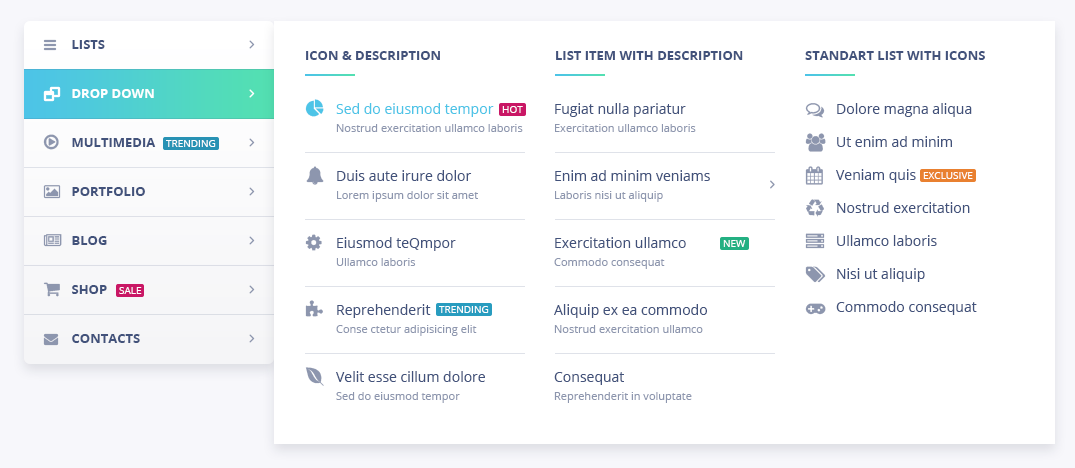 LISTS
DROP DOWN
MULTIMEDIA TRENDING
PORTFOLIO
BLOG
SHOP SALE
CONTACTS
ICON & DESCRIPTION
Sed do eiusmod tempor HOT
Nostrud exercitation ullamco laboris
Duis aute irure dolor
Lorem ipsum dolor sit amet
Eiusmod teQmpor
Ullamco laboris
Reprehenderit TRENDING
Conse ctetur adipisicing elit
Velit esse cillum dolore
Sed do eiusmod tempor
LIST ITEM WITH DESCRIPTION
Fugiat nulla pariatur
Exercitation ullamco laboris
Enim ad minim veniams
Laboris nisi ut aliquip
Exercitation ullamco NEW
Commodo consequat
Aliquip ex ea commodo
Nostrud exercitation ullamco
Consequat
Reprehenderit in voluptate
STANDART LIST WITH ICONS
Dolore magna aliqua
Ut enim ad minim
Veniam quis EXCLUSIVE
Nostrud exercitation
Ullamco laboris
Nisi ut aliquip
Commodo consequat